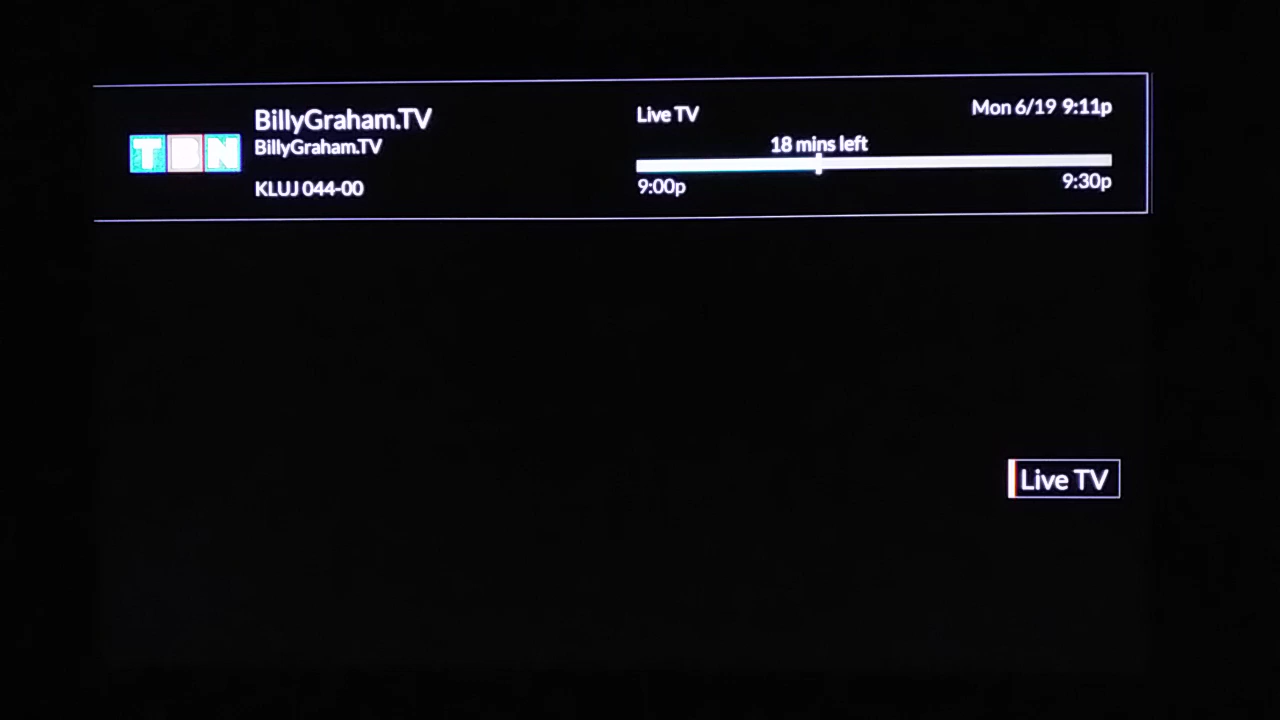 TBN
BillyGraham.TV
BillyGraham.TV
KLUJ 044-00
Live TV
Mon 6/19 9:11p
18 mins left
9:00p
9:30p
Live TV